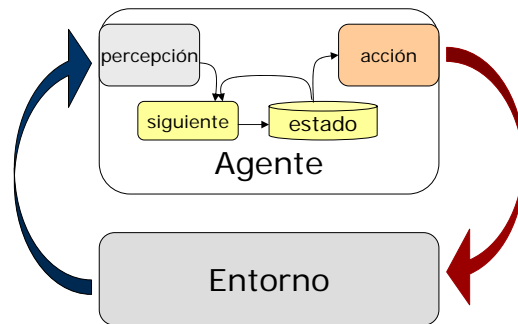 percepción
acción
siguiente
estado
Agente
Entorno